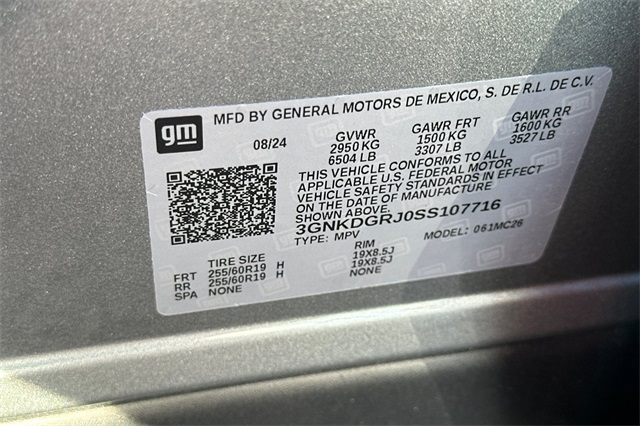 gm
MFD BY GENERAL MOTORS DE MEXICO, S. DE R.L. DE C.V.
08/24 GVWR GAWR FRT GAWR RR
2950 KG 1500 KG 1600 KG
6504 LB 3307 LB 3527 LB
THIS VEHICLE CONFORMS TO ALL
APPLICABLE U.S. FEDERAL MOTOR
VEHICLE SAFETY STANDARDS IN EFFECT
ON THE DATE OF MANUFACTURE
SHOWN ABOVE.
3GNKDGRJ0SS107716
TYPE: MPV MODEL: 061MC26
TIRE SIZE RIM
FRT 255/60R19 H 19X8.5J
RR 255/60R19 H 19X8.5J
SPA NONE NONE